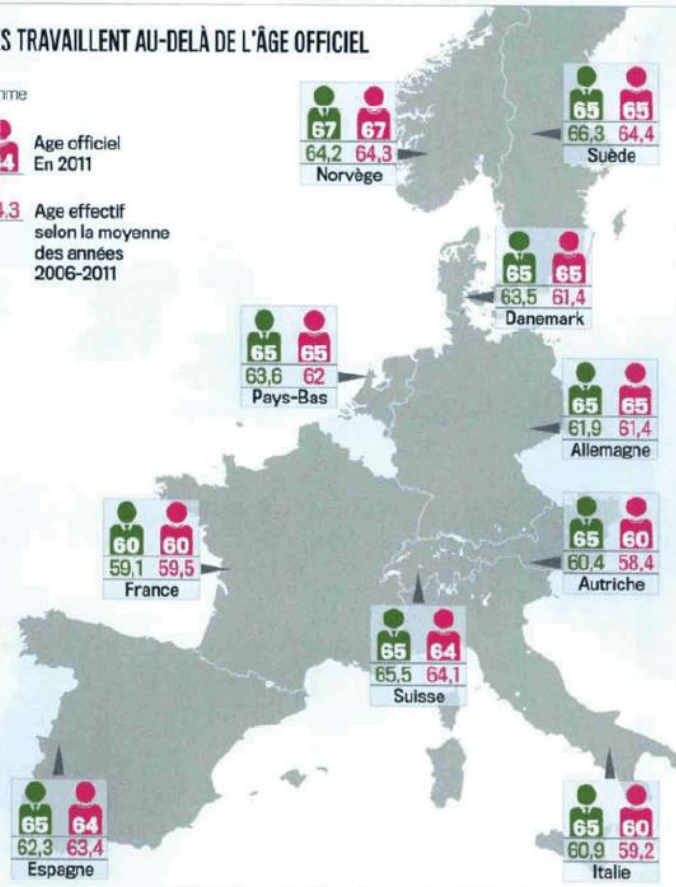 S TRAVAILLENT AU-DELÀ DE L'ÂGE OFFICIEL
Age officiel
En 2011
Age effectif
selon la moyenne
des années
2006-2011
67 67
64,2 64,3
Norvège
65 65
66,3 64,4
Suède
65 65
63,5 61,4
Danemark
65 65
63,6 62
Pays-Bas
65 65
61,9 61,4
Allemagne
60 60
59,1 59,5
France
65 60
60,4 58,4
Autriche
65 64
65,5 64,1
Suisse
65 64
62,3 63,4
Espagne
65 60
60,9 59,2
Italie